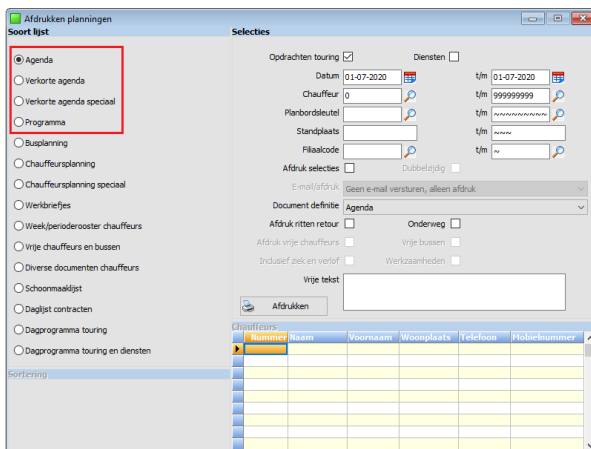 Afdrukken planningen
Soort lijst
Agenda
Verkorte agenda
Verkorte agenda speciaal
Programma
Busplanning
Chauffeursplanning
Chauffeursplanning speciaal
Werkbriefjes
Week/perioderooster chauffeurs
Vrije chauffeurs en bussen
Diverse documenten chauffeurs
Schoonmaaklijst
Daglijst contracten
Dagprogramma touring
Dagprogramma touring en diensten
Sortering
Selecties
Opdrachten touring Diensten
Datum 01-07-2020 t/m 01-07-2020
Chauffeur 0 t/m 999999999
Planbordsleutel t/m ~~~~~~~~~
Standplaats t/m ~~~
Filiaalcode t/m ~
Afdruk selecties Dubbelzijdig
E-mail/afdruk Geen e-mail versturen, alleen afdruk
Document definitie Agenda
Afdruk ritten retour Onderweg
Afdruk vrije chauffeurs Vrije bussen
Inclusief ziek en verlof Werkzaamheden
Vrije tekst
Afdrukken
Chauffeurs
Nummer Naam Voornaam Woonplaats Telefoon Mobielnummer